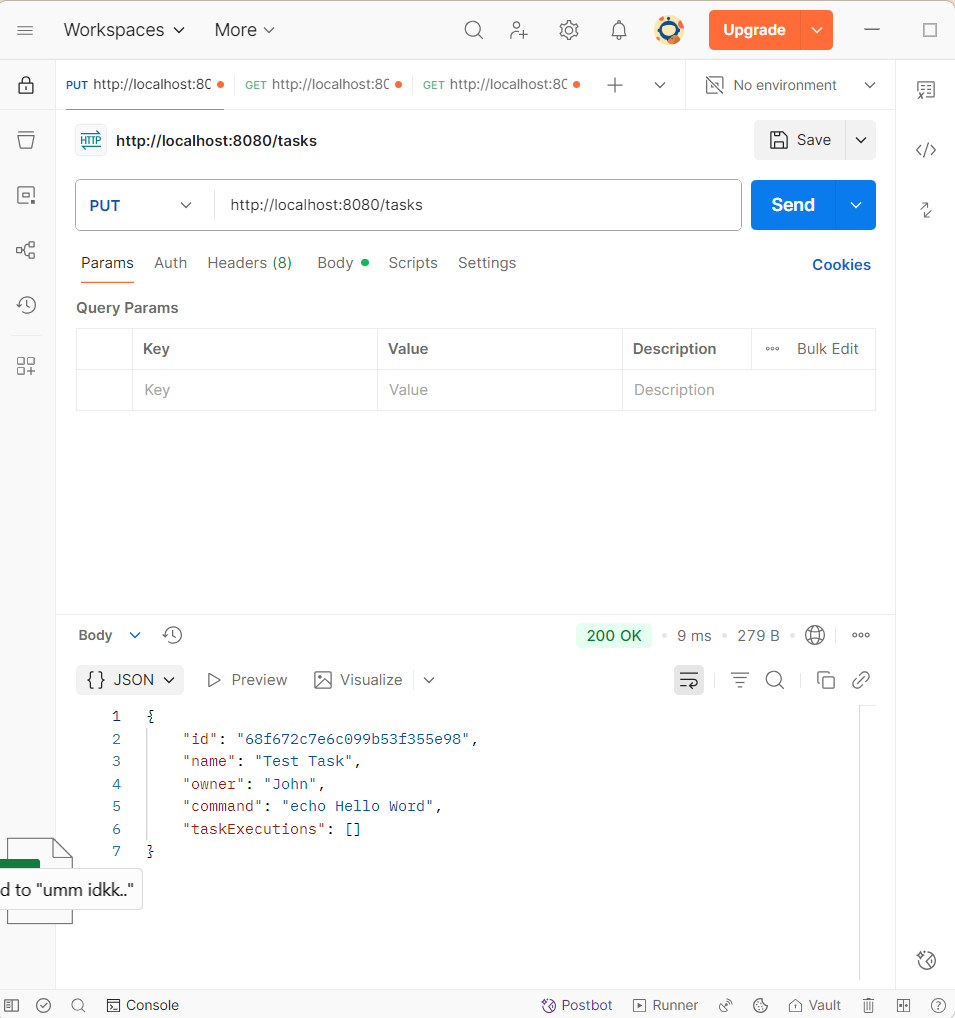 Workspaces More Upgrade
PUT http://localhost:80 GET http://localhost:80 GET http://localhost:80 No environment
HTTP http://localhost:8080/tasks Save
PUT http://localhost:8080/tasks Send
Params Auth Headers (8) Body Scripts Settings Cookies
Query Params
Key Value Description Bulk Edit
Key Value Description
Body 200 OK 9 ms 279 B
{} JSON Preview Visualize
1 {
2 "id": "68f672c7e6c099b53f355e98",
3 "name": "Test Task",
4 "owner": "John",
5 "command": "echo Hello Word",
6 "taskExecutions": []
7 }
d to "umm idkk.."
Console Postbot Runner Vault